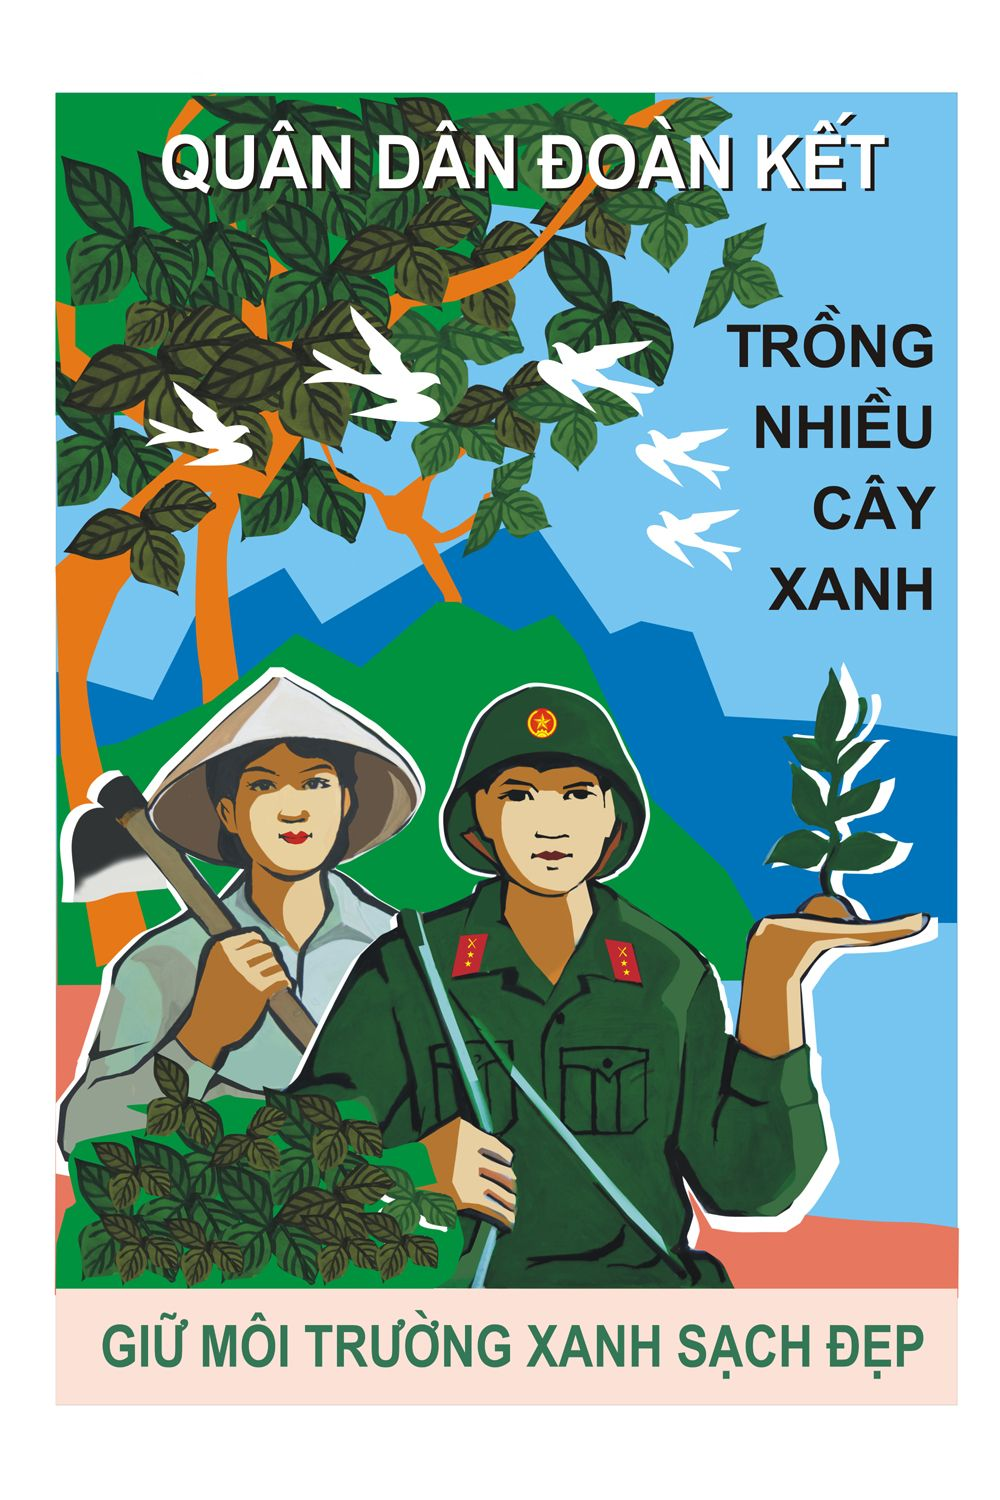 QUÂN DÂN ĐOÀN KẾT
TRỒNG
NHIỀU
CÂY
XANH
GIỮ MÔI TRƯỜNG XANH SẠCH ĐẸP